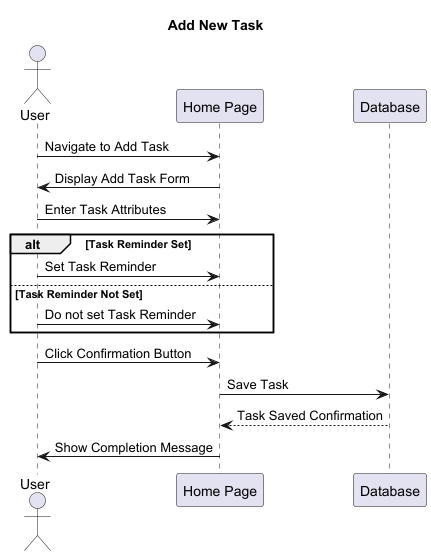 Add New Task
User
Home Page
Database
Navigate to Add Task
Display Add Task Form
Enter Task Attributes
alt [Task Reminder Set]
Set Task Reminder
[Task Reminder Not Set]
Do not set Task Reminder
Click Confirmation Button
Save Task
Task Saved Confirmation
Show Completion Message
User
Home Page
Database